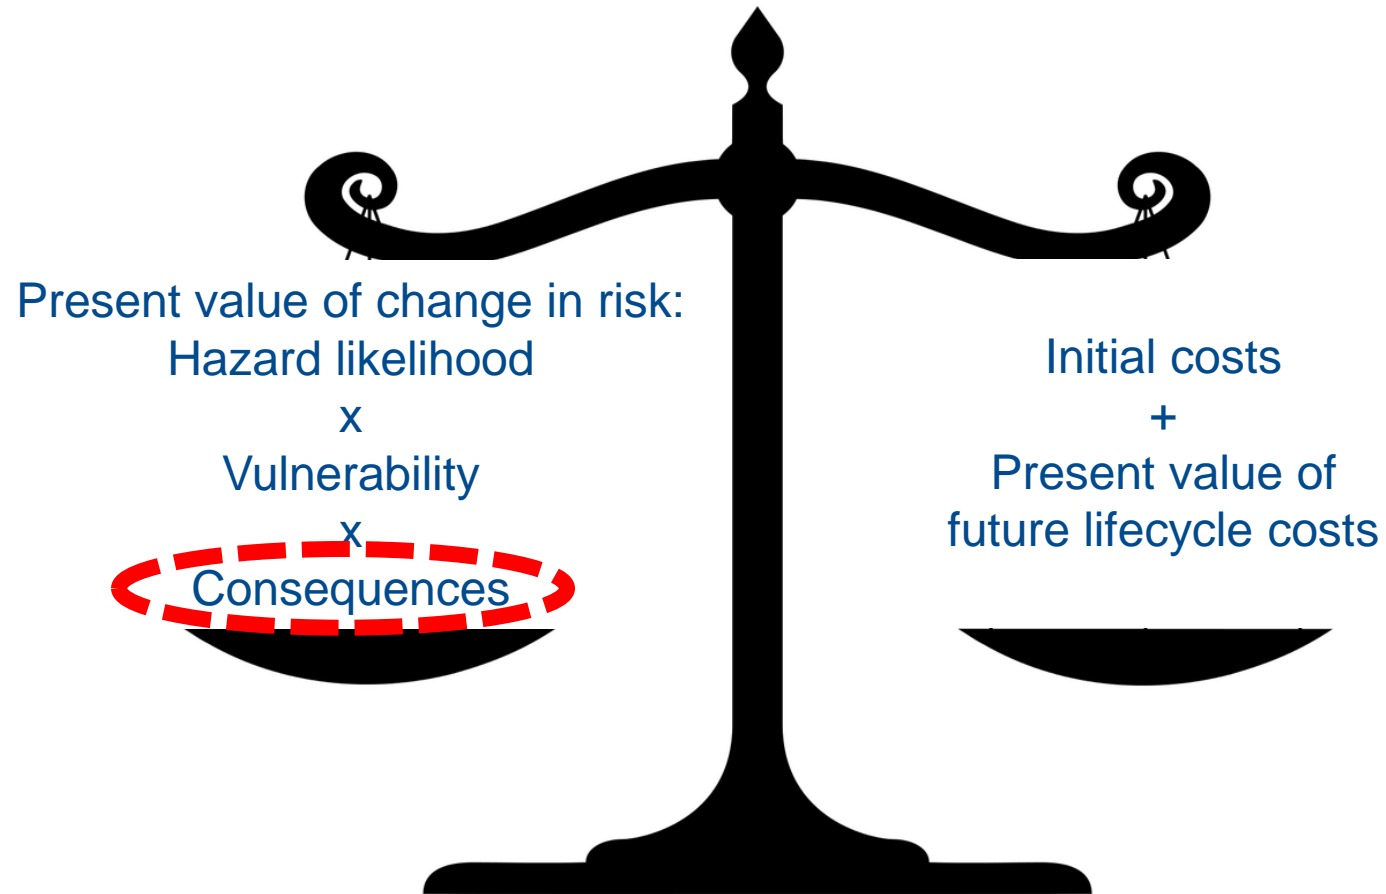 Present value of change in risk:
Hazard likelihood
x
Vulnerability
x
Consequences
Initial costs
+
Present value of
future lifecycle costs